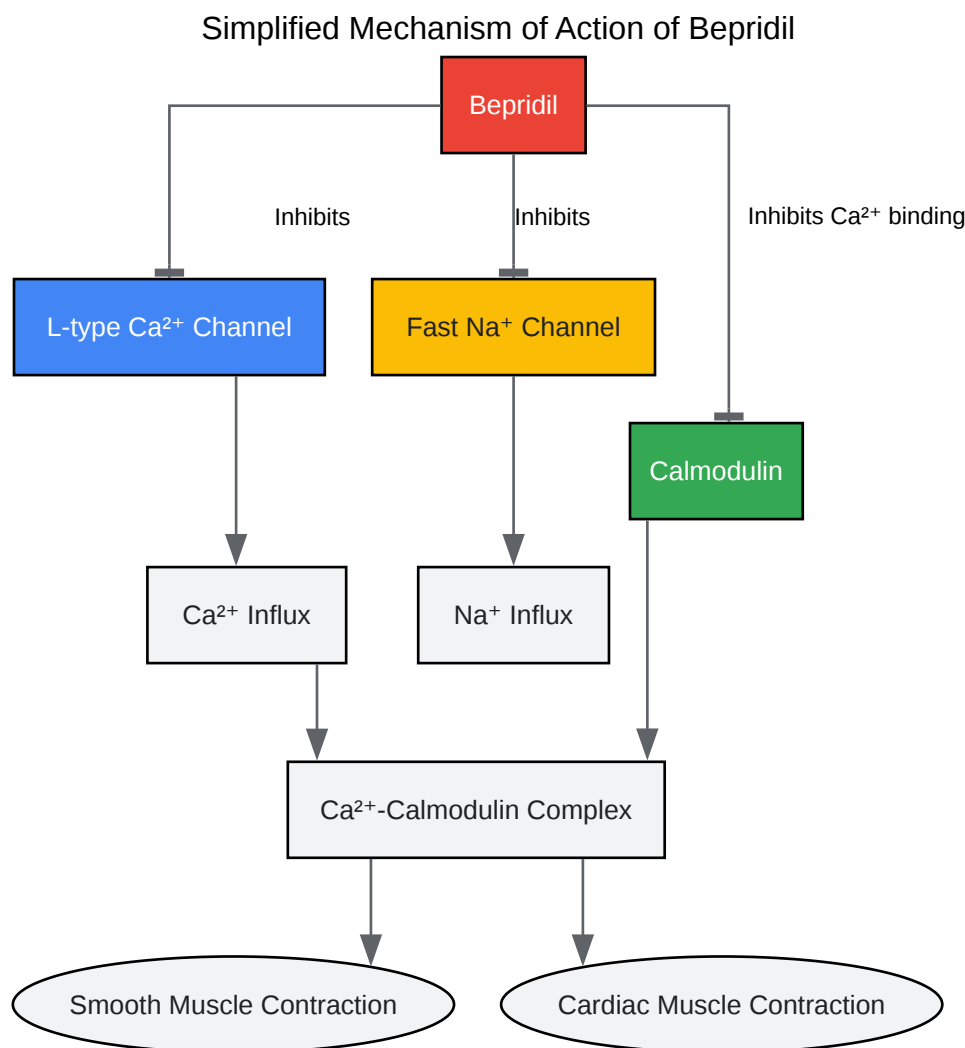 Simplified Mechanism of Action of Bepridil
Bepridil
Inhibits
Inhibits
Inhibits Ca²⁺ binding
L-type Ca²⁺ Channel
Fast Na⁺ Channel
Calmodulin
Ca²⁺ Influx
Na⁺ Influx
Ca²⁺-Calmodulin Complex
Smooth Muscle Contraction
Cardiac Muscle Contraction